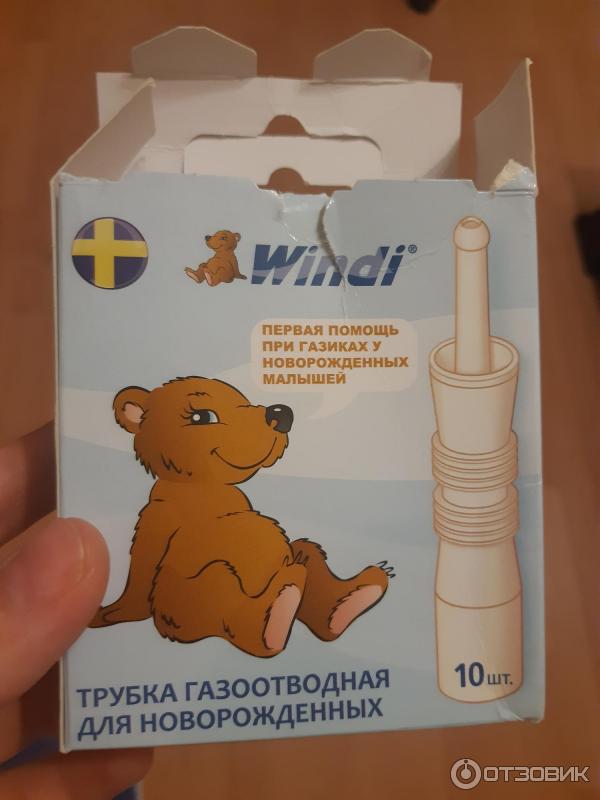 Windi®
ПЕРВАЯ ПОМОЩЬ
ПРИ ГАЗИКАХ У
НОВОРОЖДЕННЫХ
МАЛЫШЕЙ
10 шт.
ТРУБКА ГАЗООТВОДНАЯ
ДЛЯ НОВОРОЖДЕННЫХ
ОТЗОВИК